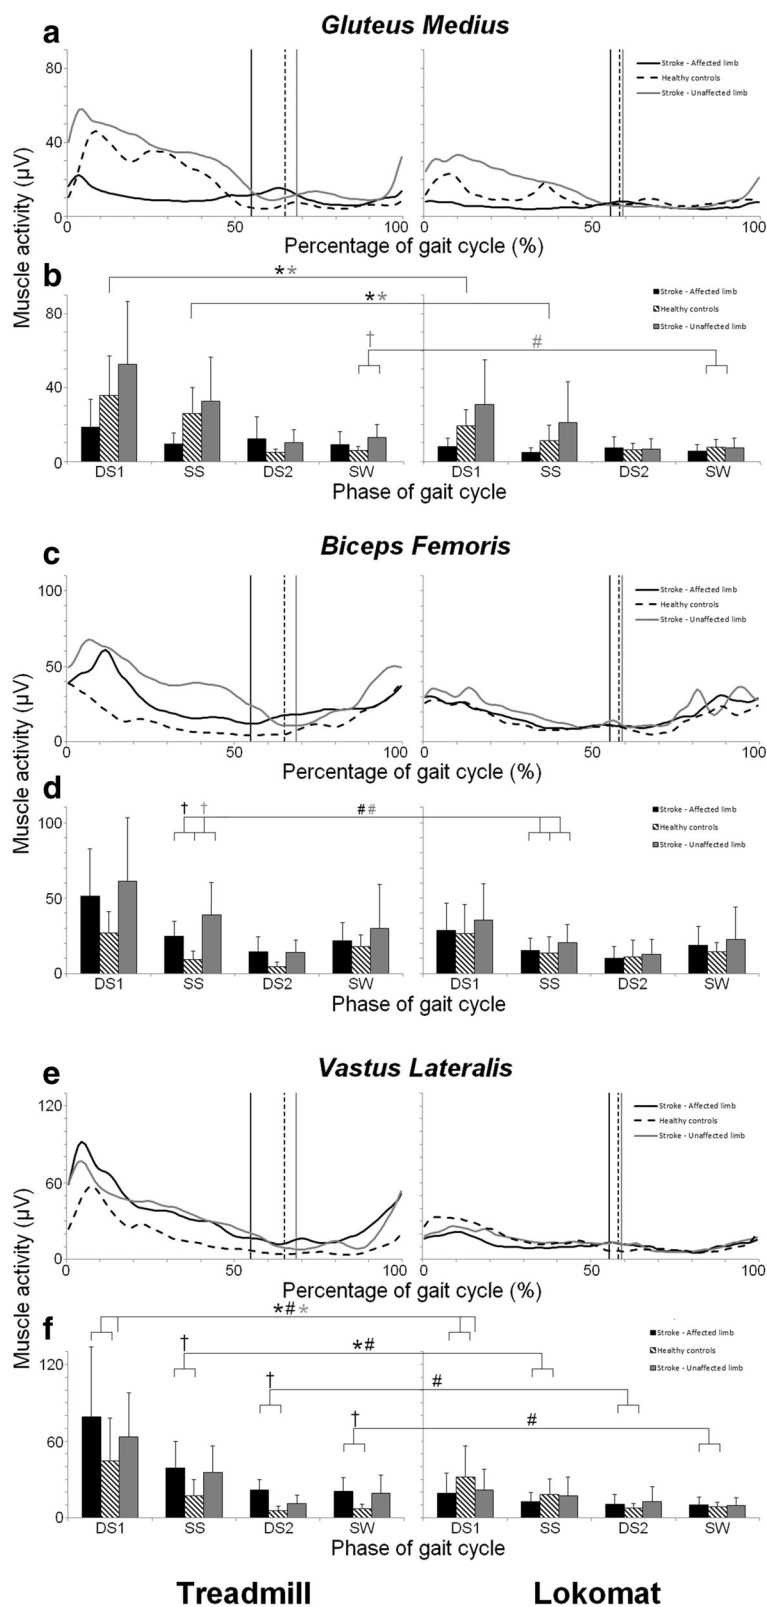 a
Gluteus Medius
Muscle activity (µV)
80
40
0
Stroke - Affected limb
Healthy controls
Stroke - Unaffected limb
0 50 100 50 100
Percentage of gait cycle (%)
b
* *
* *
† #
80
40
0
Stroke - Affected limb
Healthy controls
Stroke - Unaffected limb
DS1 SS DS2 SW DS1 SS DS2 SW
Phase of gait cycle
c
Biceps Femoris
Muscle activity (µV)
100
50
0
Stroke - Affected limb
Healthy controls
Stroke - Unaffected limb
0 50 100 50 100
Percentage of gait cycle (%)
d
† † # #
100
50
0
Stroke - Affected limb
Healthy controls
Stroke - Unaffected limb
DS1 SS DS2 SW DS1 SS DS2 SW
Phase of gait cycle
e
Vastus Lateralis
Muscle activity (µV)
120
60
0
Stroke - Affected limb
Healthy controls
Stroke - Unaffected limb
0 50 100 50 100
Percentage of gait cycle (%)
f
*#*
† *#
† #
† #
120
60
0
Stroke - Affected limb
Healthy controls
Stroke - Unaffected limb
DS1 SS DS2 SW DS1 SS DS2 SW
Phase of gait cycle
Treadmill Lokomat